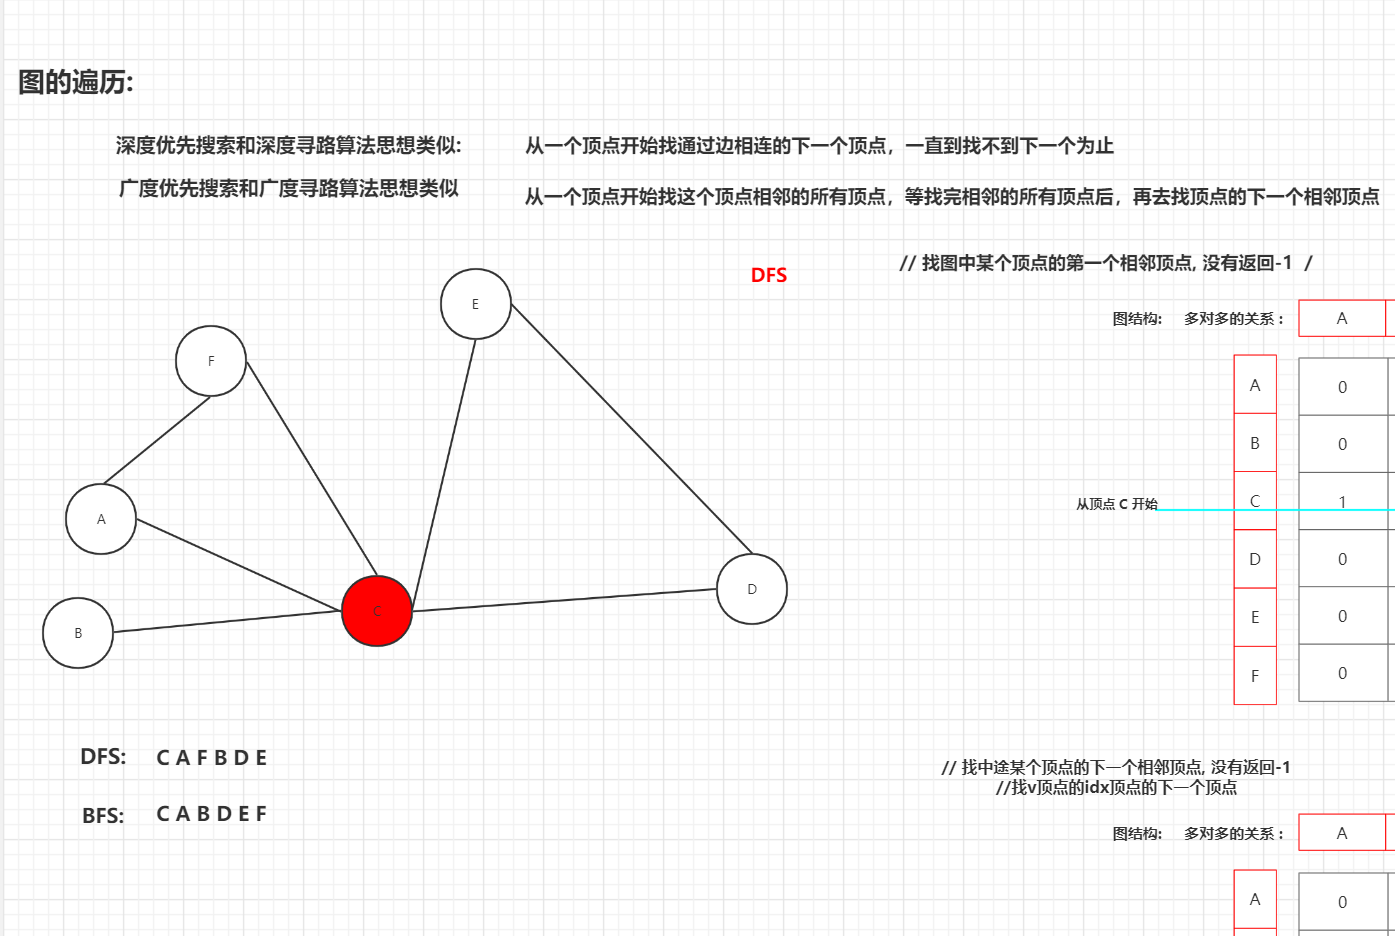 图的遍历:
深度优先搜索和深度寻路算法思想类似: 从一个顶点开始找通过边相连的下一个顶点，一直到找不到下一个为止
广度优先搜索和广度寻路算法思想类似 从一个顶点开始找这个顶点相邻的所有顶点，等找完相邻的所有顶点后，再去找顶点的下一个相邻顶点
DFS
// 找图中某个顶点的第一个相邻顶点, 没有返回-1 /
图结构: 多对多的关系： A
E
F
A
B
C
D
A 0
B 0
从顶点 C 开始 C 1
D 0
E 0
F 0
DFS: C A F B D E
BFS: C A B D E F
// 找中途某个顶点的下一个相邻顶点, 没有返回-1
//找v顶点的idx顶点的下一个顶点
图结构: 多对多的关系： A
A 0